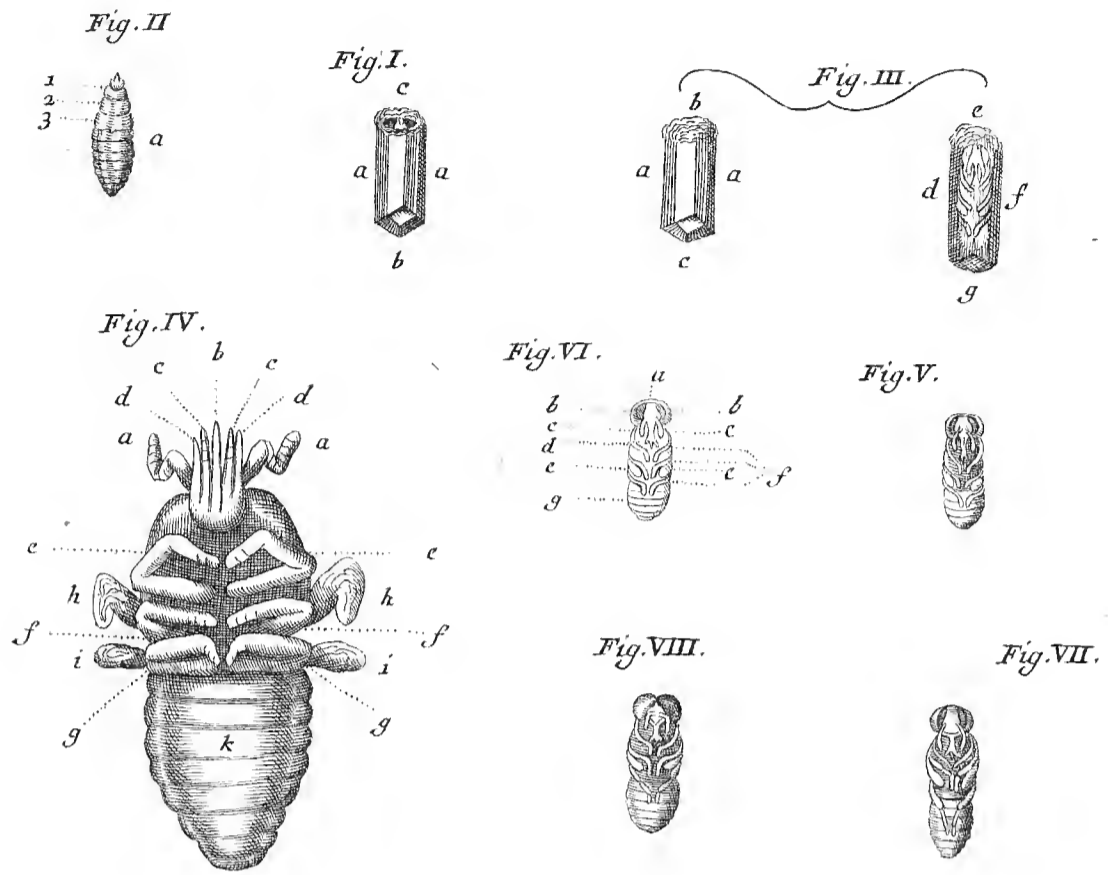 Fig. II
1
2
3
a
Fig. I.
c
a a
b
Fig. III.
b
a a
c
e
d f
g
Fig. IV.
b
c c
d d
a a
e e
h h
f f
i i
g g
k
Fig. VI.
a
b b
c c
d
e e f
g
Fig. V.
Fig. VIII.
Fig. VII.